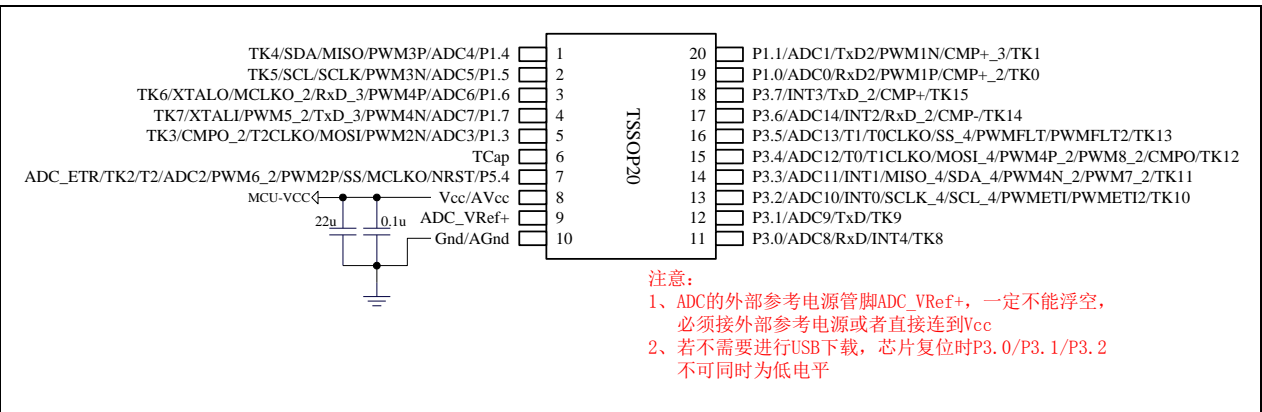 TK4/SDA/MISO/PWM3P/ADC4/P1.4 1 20 P1.1/ADC1/TxD2/PWM1N/CMP+_3/TK1
TK5/SCL/SCLK/PWM3N/ADC5/P1.5 2 19 P1.0/ADC0/RxD2/PWM1P/CMP+_2/TK0
TK6/XTALO/MCLKO_2/RxD_3/PWM4P/ADC6/P1.6 3 18 P3.7/INT3/TxD_2/CMP+/TK15
TK7/XTALI/PWM5_2/TxD_3/PWM4N/ADC7/P1.7 4 17 P3.6/ADC14/INT2/RxD_2/CMP-/TK14
TK3/CMPO_2/T2CLKO/MOSI/PWM2N/ADC3/P1.3 5 16 P3.5/ADC13/T1/T0CLKO/SS_4/PWMFLT/PWMFLT2/TK13
TCap 6 15 P3.4/ADC12/T0/T1CLKO/MOSI_4/PWM4P_2/PWM8_2/CMPO/TK12
ADC_ETR/TK2/T2/ADC2/PWM6_2/PWM2P/SS/MCLKO/NRST/P5.4 7 14 P3.3/ADC11/INT1/MISO_4/SDA_4/PWM4N_2/PWM7_2/TK11
MCU-VCC Vcc/AVcc 8 13 P3.2/ADC10/INT0/SCLK_4/SCL_4/PWMETI/PWMETI2/TK10
22u 0.1u ADC_VRef+ 9 12 P3.1/ADC9/TxD/TK9
Gnd/AGnd 10 11 P3.0/ADC8/RxD/INT4/TK8
TSSOP20
注意:
1、ADC的外部参考电源管脚ADC_VRef+，一定不能浮空，
必须接外部参考电源或者直接连到Vcc
2、若不需要进行USB下载，芯片复位时P3.0/P3.1/P3.2
不可同时为低电平